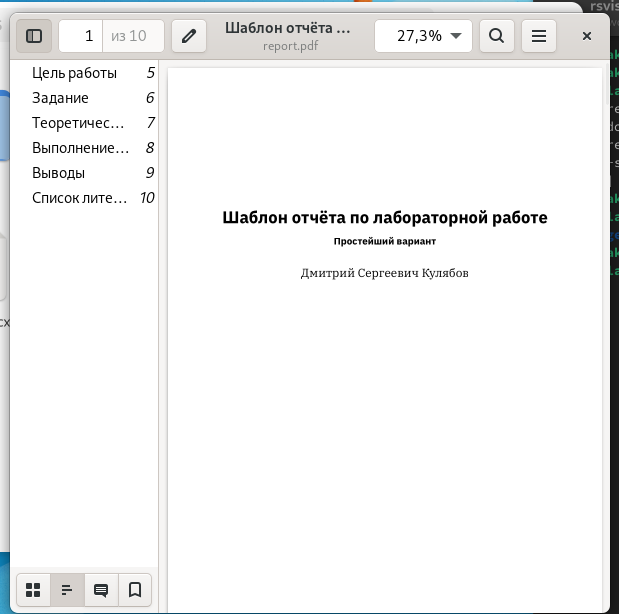 Шаблон отчёта ...
report.pdf
1 из 10
27,3%
Цель работы 5
Задание 6
Теоретичес... 7
Выполнение... 8
Выводы 9
Список лите... 10
Шаблон отчёта по лабораторной работе
Простейший вариант
Дмитрий Сергеевич Кулябов
rsvis